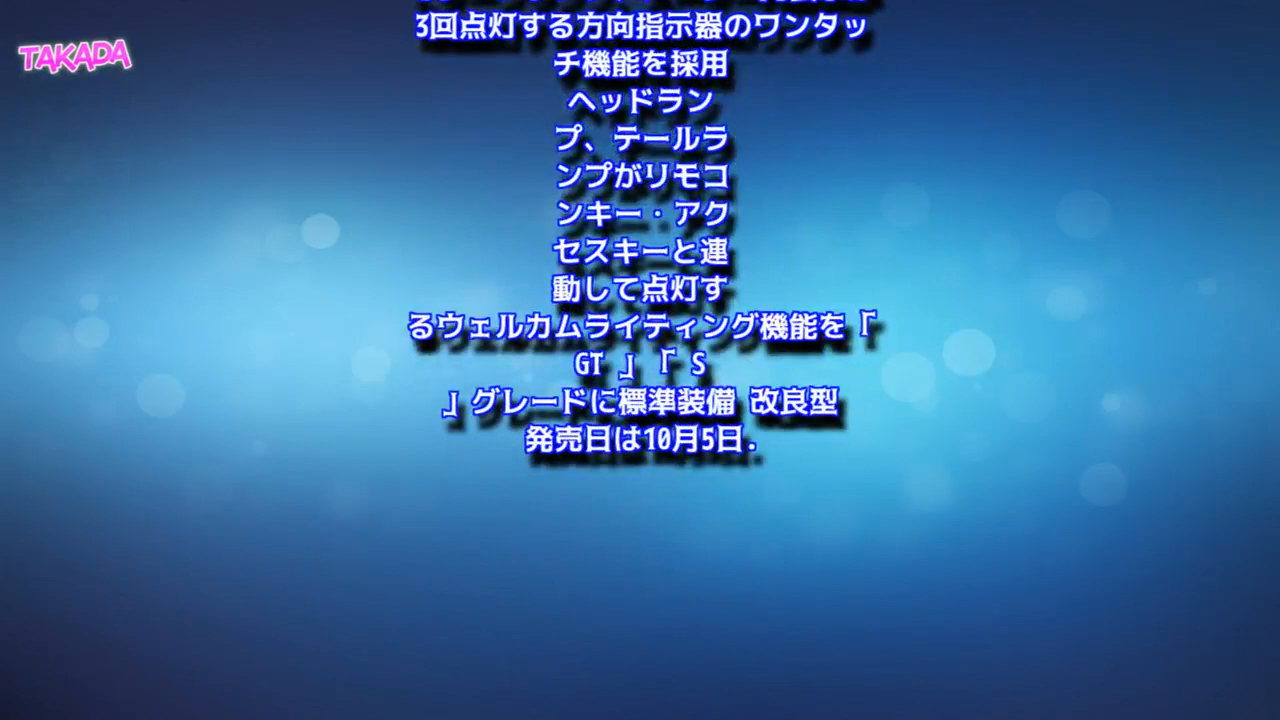 TAKADA
3回点灯する方向指示器のワンタッ
チ機能を採用
ヘッドラン
プ、テールラ
ンプがリモコ
ンキー・アク
セスキーと連
動して点灯す
るウェルカムライティング機能を「
GT 」「 S
」グレードに標準装備 改良型
発売日は10月5日.